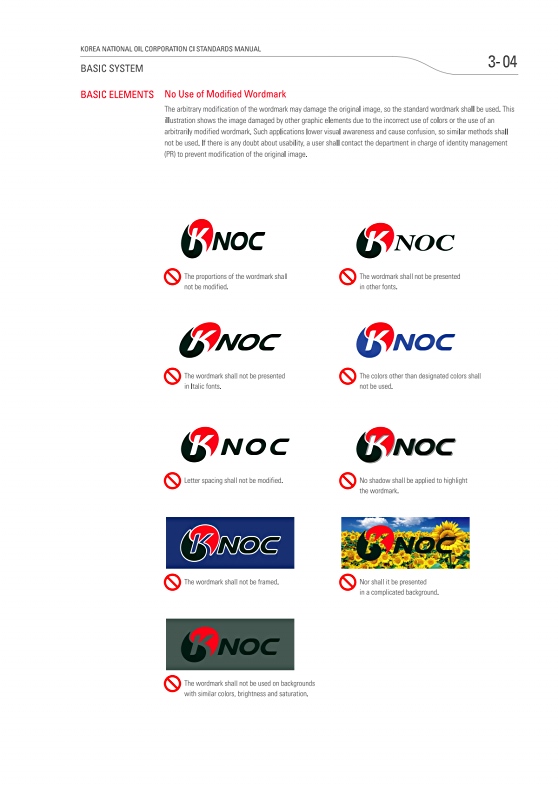 KOREA NATIONAL OIL CORPORATION CI STANDARDS MANUAL
3-04
BASIC SYSTEM
BASIC ELEMENTS
No Use of Modified Wordmark
The arbitrary modification of the wordmark may damage the original image, so the standard wordmark shall be used. This
illustration shows the image damaged by other graphic elements due to the incorrect use of colors or the use of an
arbitrarily modified wordmark. Such applications lower visual awareness and cause confusion, so similar methods shall
not be used. If there is any doubt about usability, a user shall contact the department in charge of identity management
(PR) to prevent modification of the original image.
KNOC
The proportions of the wordmark shall
not be modified.
KNOC
The wordmark shall not be presented
in other fonts.
KNOC
The wordmark shall not be presented
in Italic fonts.
KNOC
The colors other than designated colors shall
not be used.
KNOC
Letter spacing shall not be modified.
KNOC
No shadow shall be applied to highlight
the wordmark.
KNOC
The wordmark shall not be framed.
KNOC
Nor shall it be presented
in a complicated background.
KNOC
The wordmark shall not be used on backgrounds
with similar colors, brightness and saturation.